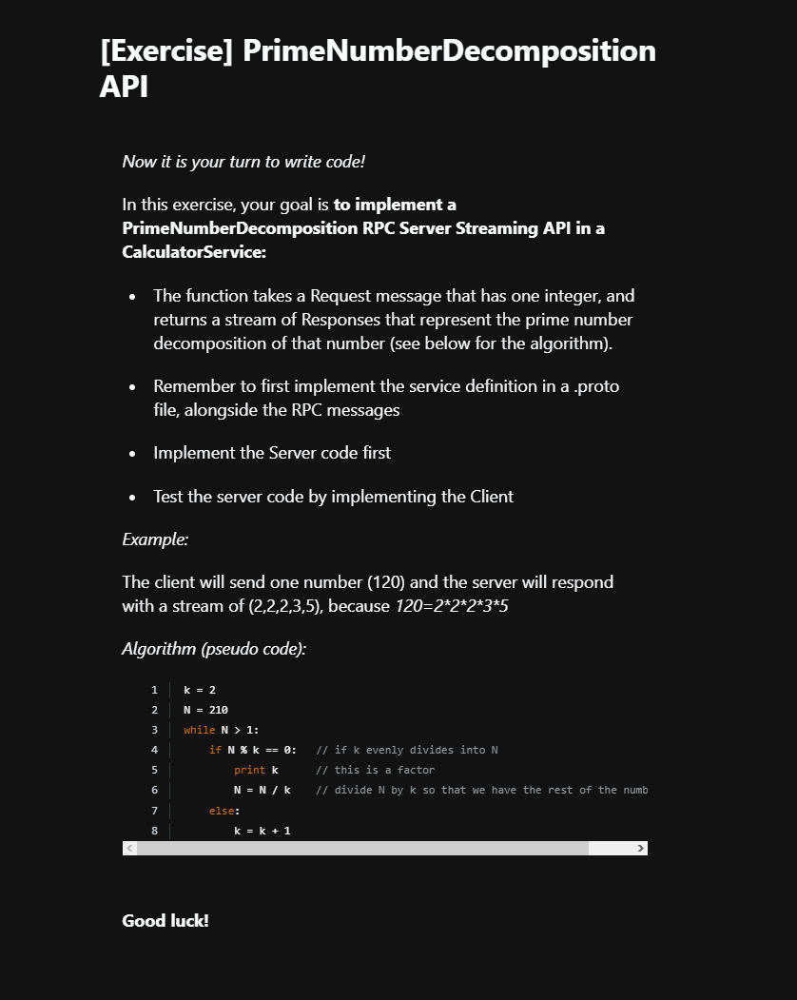 [Exercise] PrimeNumberDecomposition
API
Now it is your turn to write code!
In this exercise, your goal is to implement a
PrimeNumberDecomposition RPC Server Streaming API in a
CalculatorService:
• The function takes a Request message that has one integer, and
returns a stream of Responses that represent the prime number
decomposition of that number (see below for the algorithm).
• Remember to first implement the service definition in a .proto
file, alongside the RPC messages
• Implement the Server code first
• Test the server code by implementing the Client
Example:
The client will send one number (120) and the server will respond
with a stream of (2,2,2,3,5), because 120=2*2*2*3*5
Algorithm (pseudo code):
1 k = 2
2 N = 210
3 while N > 1:
4     if N % k == 0:   // if k evenly divides into N
5         print k      // this is a factor
6         N = N / k    // divide N by k so that we have the rest of the numb
7     else:
8         k = k + 1
Good luck!